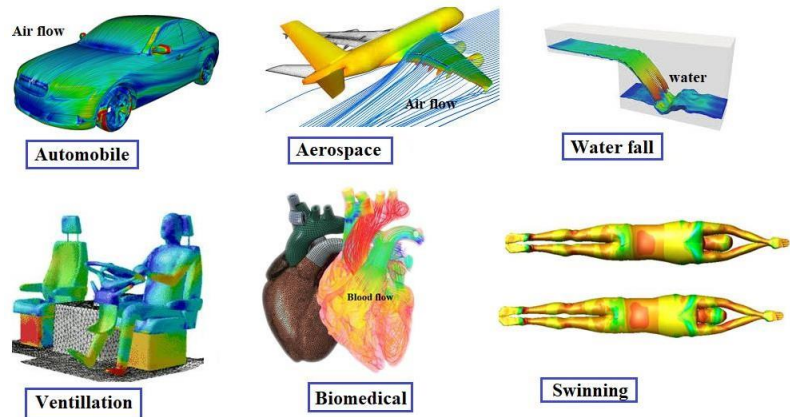 Air flow
Automobile
Air flow
Aerospace
water
Water fall
Ventillation
Blood flow
Biomedical
Swinning